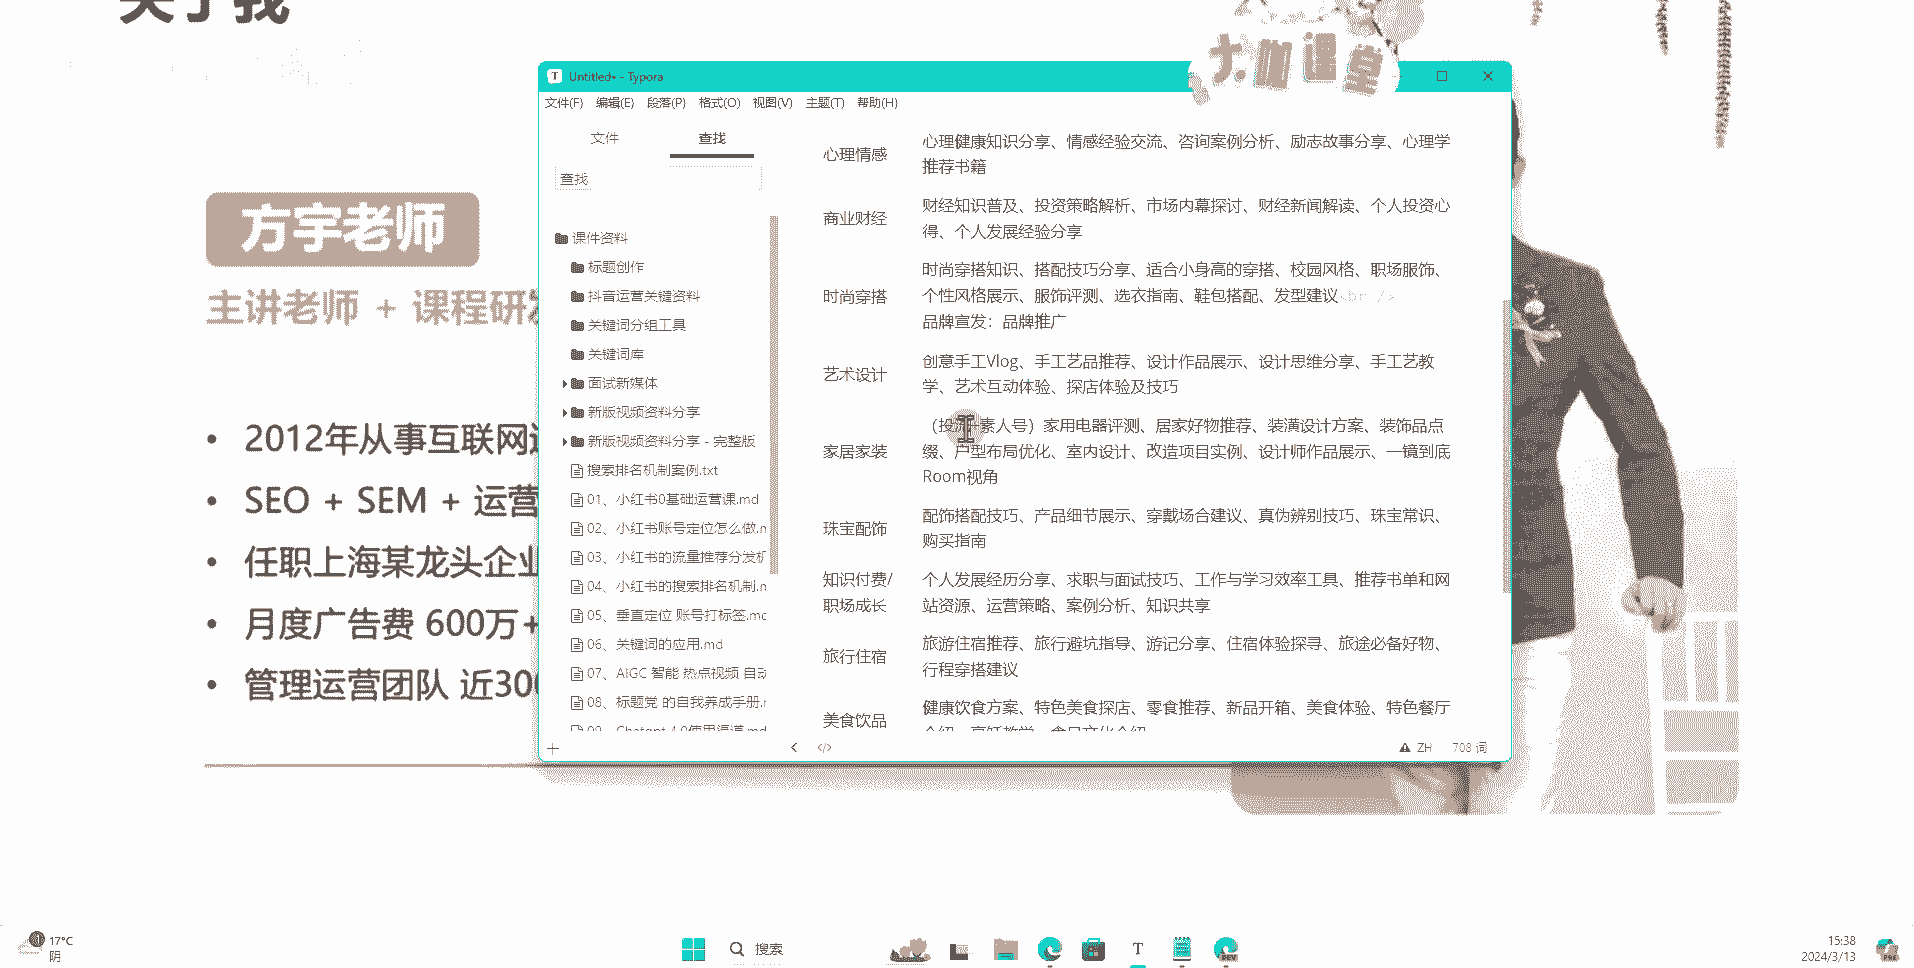 关于我
大咖课堂
方宇老师
主讲老师 + 课程研发
• 2012年从事互联网运
• SEO + SEM + 运营
• 任职上海某龙头企业
• 月度广告费 600万+
• 管理运营团队 近300
Untitled• - Typora
文件(F) 编辑(E) 段落(P) 格式(O) 视图(V) 主题(T) 帮助(H)
文件 查找
查找
课件资料
标题创作
抖音运营关键资料
关键词分组工具
关键词库
面试新媒体
新版视频资料分享
新版视频资料分享 - 完整版
搜索排名机制案例.txt
01、小红书0基础运营课.md
02、小红书账号定位怎么做.m
03、小红书的流量推荐分发机
04、小红书的搜索排名机制.m
05、垂直定位 账号打标签.md
06、关键词的应用.md
07、AIGC 智能 热点视频 自动
08、标题党 的自我养成手册.m
09、Chatgpt 4.0使用渠道.md
心理情感
心理健康知识分享、情感经验交流、咨询案例分析、励志故事分享、心理学
推荐书籍
商业财经
财经知识普及、投资策略解析、市场内幕探讨、财经新闻解读、个人投资心
得、个人发展经验分享
时尚穿搭
时尚穿搭知识、搭配技巧分享、适合小身高的穿搭、校园风格、职场服饰、
个性风格展示、服饰评测、选衣指南、鞋包搭配、发型建议<br />
品牌宣发：品牌推广
艺术设计
创意手工Vlog、手工艺品推荐、设计作品展示、设计思维分享、手工艺教
学、艺术互动体验、探店体验及技巧
家居家装
素人号）家用电器评测、居家好物推荐、装潢设计方案、装饰品点
缀、户型布局优化、室内设计、改造项目实例、设计师作品展示、一镜到底
Room视角
珠宝配饰
配饰搭配技巧、产品细节展示、穿戴场合建议、真伪辨别技巧、珠宝常识、
购买指南
知识付费/
职场成长
个人发展经历分享、求职与面试技巧、工作与学习效率工具、推荐书单和网
站资源、运营策略、案例分析、知识共享
旅行住宿
旅游住宿推荐、旅行避坑指导、游记分享、住宿体验探寻、旅途必备好物、
行程穿搭建议
美食饮品
健康饮食方案、特色美食探店、零食推荐、新品开箱、美食体验、特色餐厅
介绍、烹饪教学、食品文化介绍
ZH 708 词
17°C
阴
搜索
DEV
15:38
2024/3/13
PRE